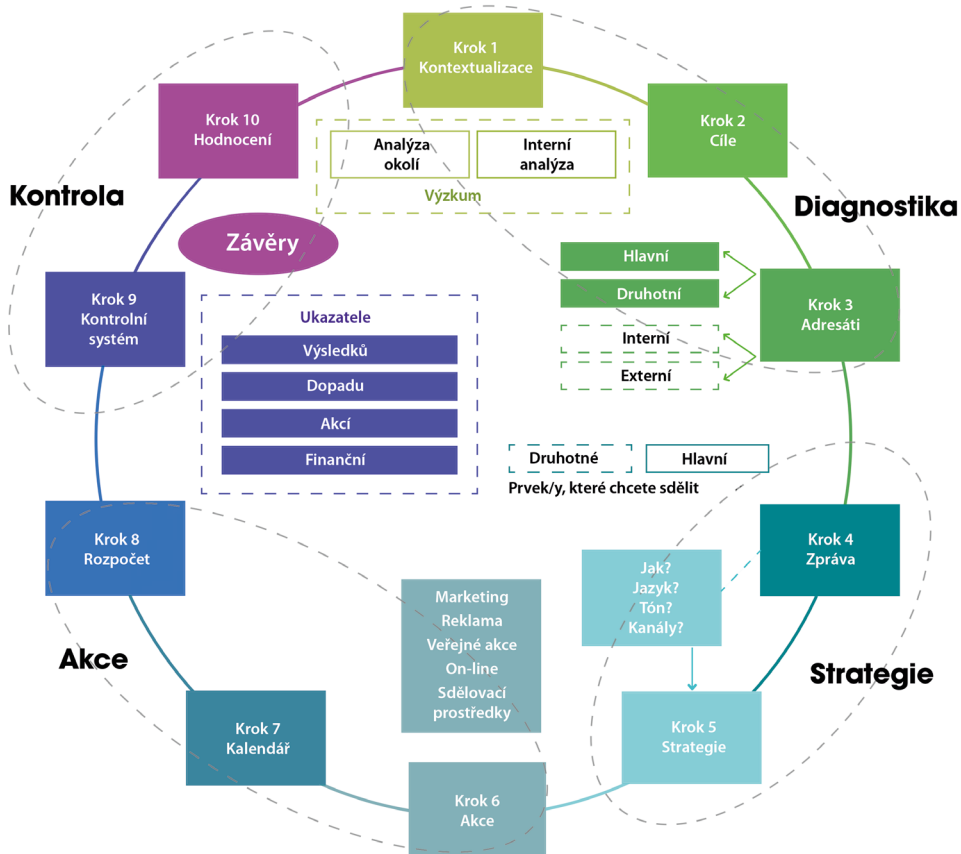 Krok 1
Kontextualizace
Krok 10
Hodnocení
Krok 2
Cíle
Analýza
okolí
Interní
analýza
Výzkum
Kontrola
Diagnostika
Závěry
Hlavní
Druhotní
Krok 3
Adresáti
Interní
Externí
Krok 9
Kontrolní
systém
Ukazatele
Výsledků
Dopadu
Akcí
Finanční
Druhotné
Hlavní
Prvek/y, které chcete sdělit
Krok 8
Rozpočet
Krok 4
Zpráva
Jak?
Jazyk?
Tón?
Kanály?
Marketing
Reklama
Veřejné akce
On-line
Sdělovací
prostředky
Akce
Strategie
Krok 7
Kalendář
Krok 5
Strategie
Krok 6
Akce